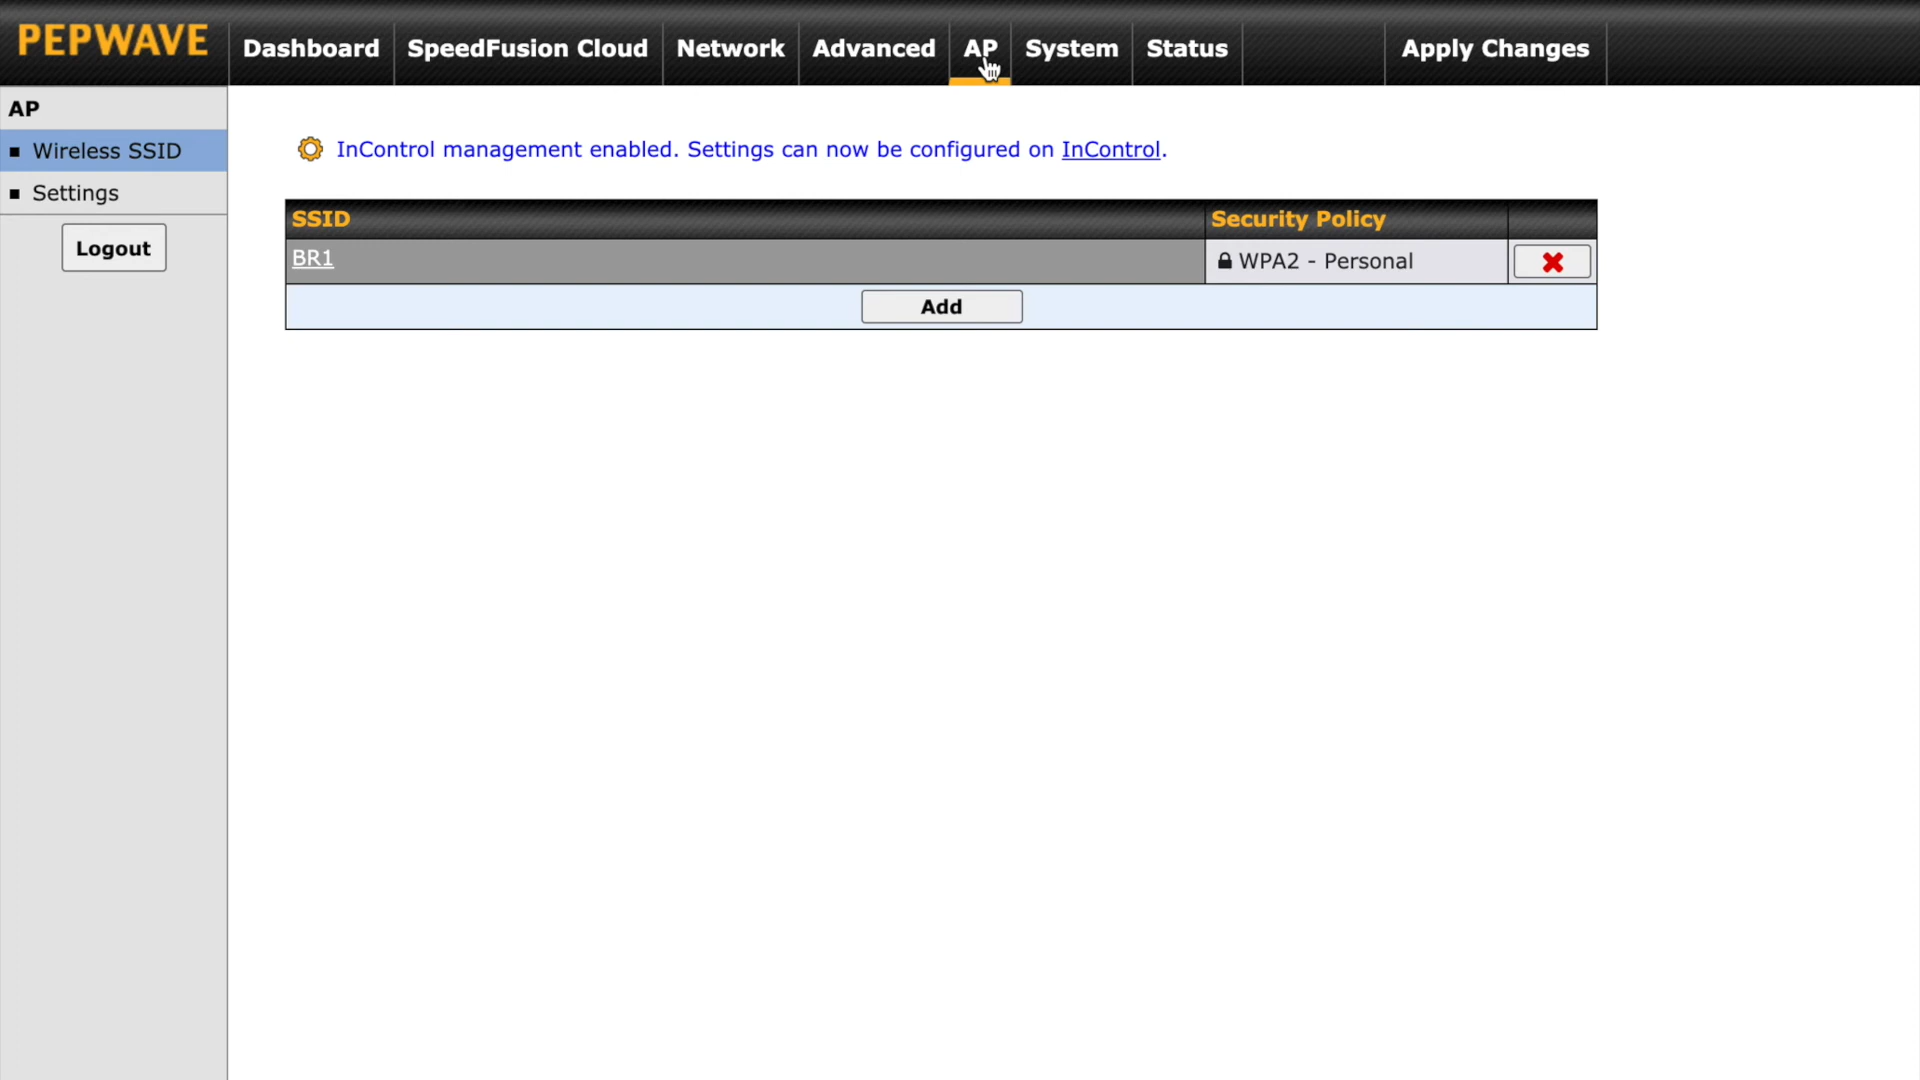 PEPWAVE
Dashboard
SpeedFusion Cloud
Network
Advanced
AP
System
Status
Apply Changes
AP
Wireless SSID
Settings
Logout
InControl management enabled. Settings can now be configured on InControl.
SSID
Security Policy
BR1
WPA2 - Personal
Add